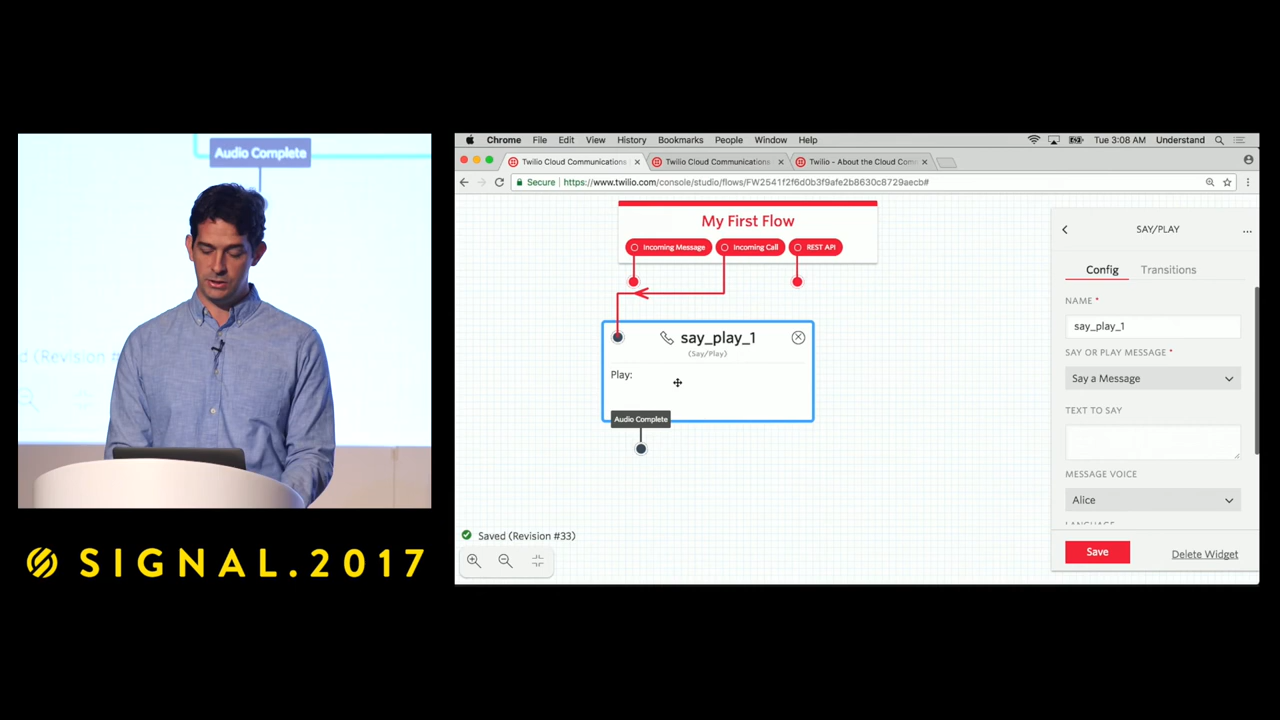 Audio Complete
d (Revision #
SIGNAL.2017
Chrome File Edit View History Bookmarks People Window Help
Tue 3:08 AM Understand
Twilio Cloud Communications
Twilio Cloud Communications
Twilio - About the Cloud Com
Secure https://www.twilio.com/console/studio/flows/FW2541f2f6d0b3f9afe2b8630c8729aecb#
My First Flow
Incoming Message Incoming Call REST API
say_play_1
(Say/Play)
Play:
Audio Complete
Saved (Revision #33)
SAY/PLAY
...
Config Transitions
NAME *
say_play_1
SAY OR PLAY MESSAGE *
Say a Message
TEXT TO SAY
MESSAGE VOICE
Alice
LANGUAGE
Save Delete Widget